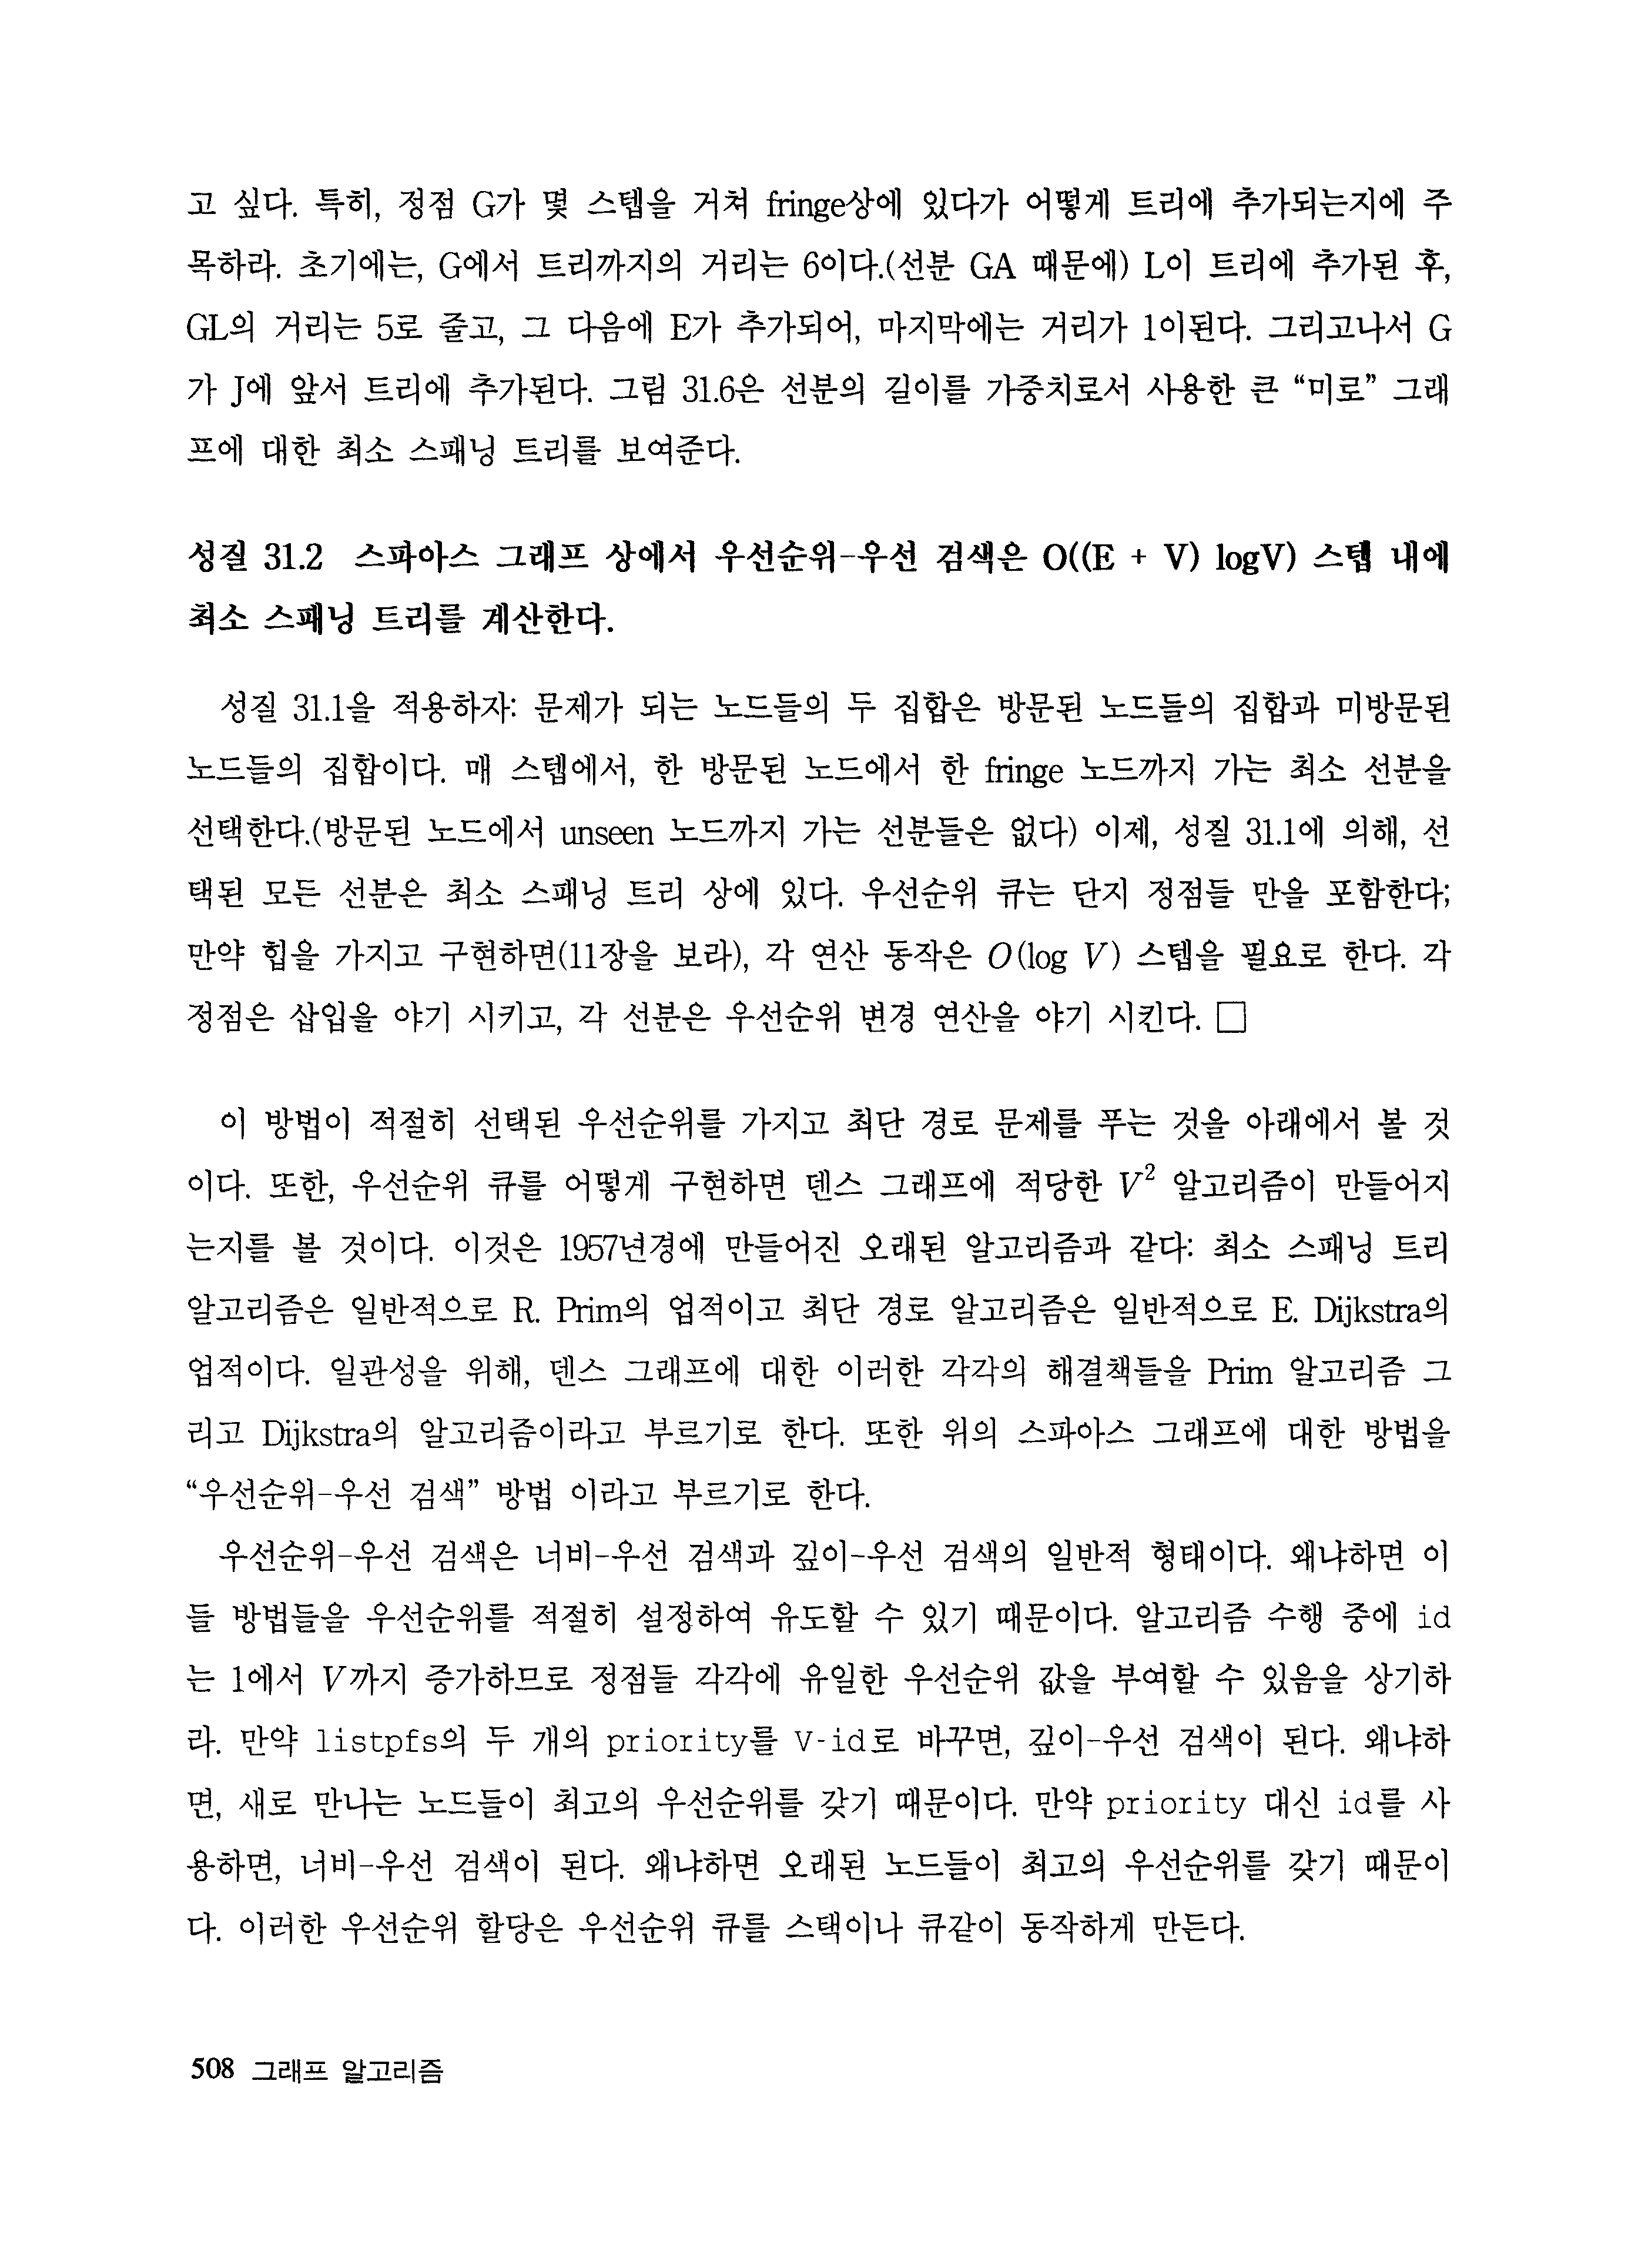 고 싶다. 특히, 정점 G가 몇 스텝을 거쳐 fringe상에 있다가 어떻게 트리에 추가되는지에 주
목하라. 초기에는, G에서 트리까지의 거리는 6이다.(선분 GA 때문에) L이 트리에 추가된 후,
GL의 거리는 5로 줄고, 그 다음에 E가 추가되어, 마지막에는 거리가 1이된다. 그리고나서 G
가 J에 앞서 트리에 추가된다. 그림 31.6은 선분의 길이를 가중치로서 사용한 큰 “미로” 그래
프에 대한 최소 스패닝 트리를 보여준다.
성질 31.2 스파아스 그래프 상에서 우선순위-우선 검색은 O((E + V) logV) 스텝 내에
최소 스패닝 트리를 계산한다.
성질 31.1을 적용하자: 문제가 되는 노드들의 두 집합은 방문된 노드들의 집합과 미방문된
노드들의 집합이다. 매 스텝에서, 한 방문된 노드에서 한 fringe 노드까지 가는 최소 선분을
선택한다.(방문된 노드에서 unseen 노드까지 가는 선분들은 없다) 이제, 성질 31.1에 의해, 선
택된 모든 선분은 최소 스패닝 트리 상에 있다. 우선순위 큐는 단지 정점들 만을 포함한다;
만약 힙을 가지고 구현하면(11장을 보라), 각 연산 동작은 O(log V) 스텝을 필요로 한다. 각
정점은 삽입을 야기 시키고, 각 선분은 우선순위 변경 연산을 야기 시킨다. □
이 방법이 적절히 선택된 우선순위를 가지고 최단 경로 문제를 푸는 것을 아래에서 볼 것
이다. 또한, 우선순위 큐를 어떻게 구현하면 덴스 그래프에 적당한 V² 알고리즘이 만들어지
는지를 볼 것이다. 이것은 1957년경에 만들어진 오래된 알고리즘과 같다: 최소 스패닝 트리
알고리즘은 일반적으로 R. Prim의 업적이고 최단 경로 알고리즘은 일반적으로 E. Dijkstra의
업적이다. 일관성을 위해, 덴스 그래프에 대한 이러한 각각의 해결책들을 Prim 알고리즘 그
리고 Dijkstra의 알고리즘이라고 부르기로 한다. 또한 위의 스파아스 그래프에 대한 방법을
“우선순위-우선 검색” 방법 이라고 부르기로 한다.
우선순위-우선 검색은 너비-우선 검색과 깊이-우선 검색의 일반적 형태이다. 왜냐하면 이
들 방법들을 우선순위를 적절히 설정하여 유도할 수 있기 때문이다. 알고리즘 수행 중에 id
는 1에서 V까지 증가하므로 정점들 각각에 유일한 우선순위 값을 부여할 수 있음을 상기하
라. 만약 listpfs의 두 개의 priority를 V-id로 바꾸면, 깊이-우선 검색이 된다. 왜냐하
면, 새로 만나는 노드들이 최고의 우선순위를 갖기 때문이다. 만약 priority 대신 id를 사
용하면, 너비-우선 검색이 된다. 왜냐하면 오래된 노드들이 최고의 우선순위를 갖기 때문이
다. 이러한 우선순위 할당은 우선순위 큐를 스택이나 큐같이 동작하게 만든다.
508 그래프 알고리즘